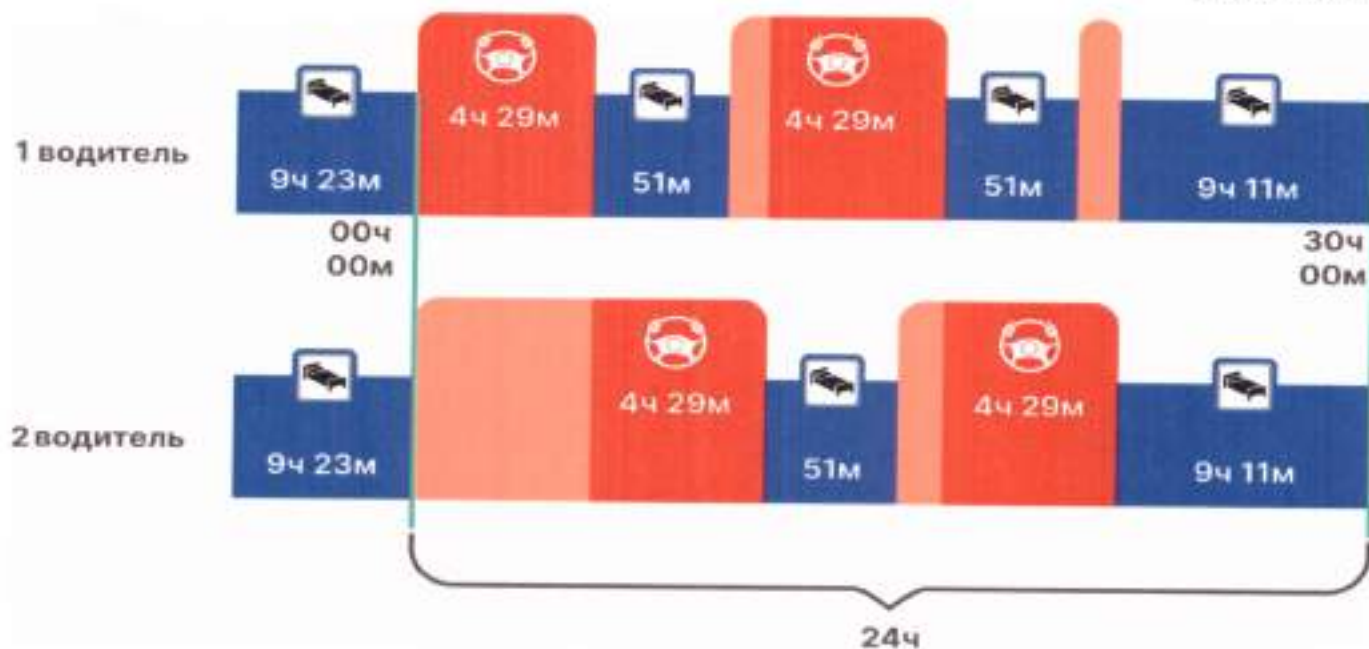 4ч 29м
4ч 29м
1 водитель
9ч 23м
51м
51м
9ч 11м
00ч
00м
30ч
00м
4ч 29м
4ч 29м
2 водитель
9ч 23м
51м
9ч 11м
24ч